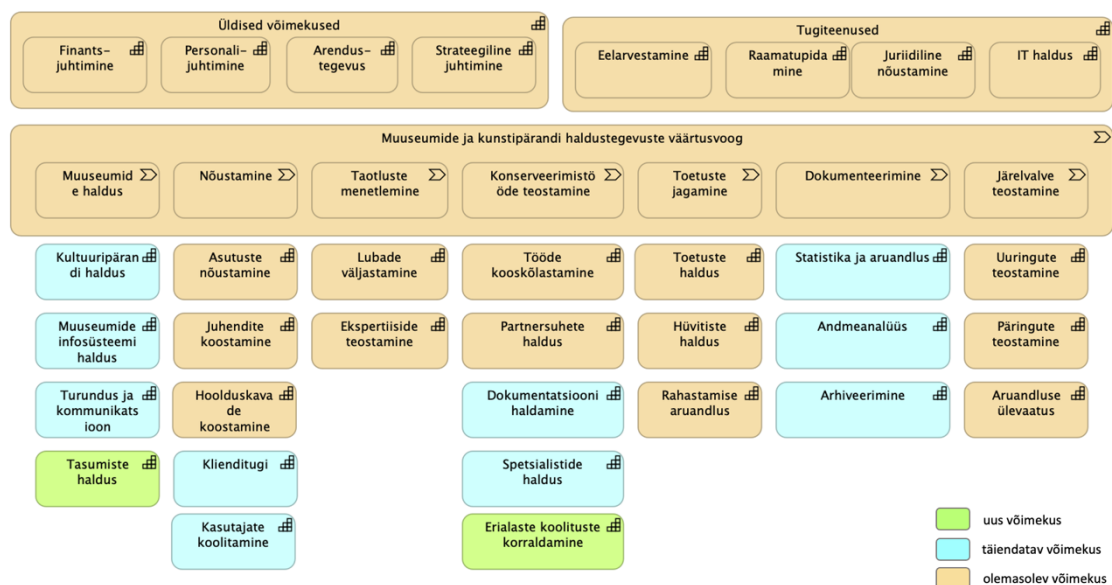 Üldised võimekused
Finants-
juhtimine
Personali-
juhtimine
Arendus-
tegevus
Strateegiline
juhtimine
Tugiteenused
Eelarvestamine
Raamatupida
mine
Juriidiline
nõustamine
IT haldus
Muuseumide ja kunstipärandi haldustegevuste väärtusvoog
Muuseumid
e haldus
Nõustamine
Taotluste
menetlemine
Konserveerimistö
öde teostamine
Toetuste
jagamine
Dokumenteerimine
Järelvalve
teostamine
Kultuuripäran
di haldus
Asutuste
nõustamine
Lubade
väljastamine
Tööde
kooskõlastamine
Toetuste
haldus
Statistika ja aruandlus
Uuringute
teostamine
Muuseumide
infosüsteemi
haldus
Juhendite
koostamine
Ekspertiiside
teostamine
Partnersuhete
haldus
Hüvitiste
haldus
Andmeanalüüs
Päringute
teostamine
Turundus ja
kommunikats
ioon
Hoolduskava
de
koostamine
Dokumentatsiooni
haldamine
Rahastamise
aruandlus
Arhiveerimine
Aruandluse
ülevaatus
Tasumiste
haldus
Klienditugi
Spetsialistide
haldus
Kasutajate
koolitamine
Erialaste koolituste
korraldamine
uus võimekus
täiendatav võimekus
olemasolev võimekus